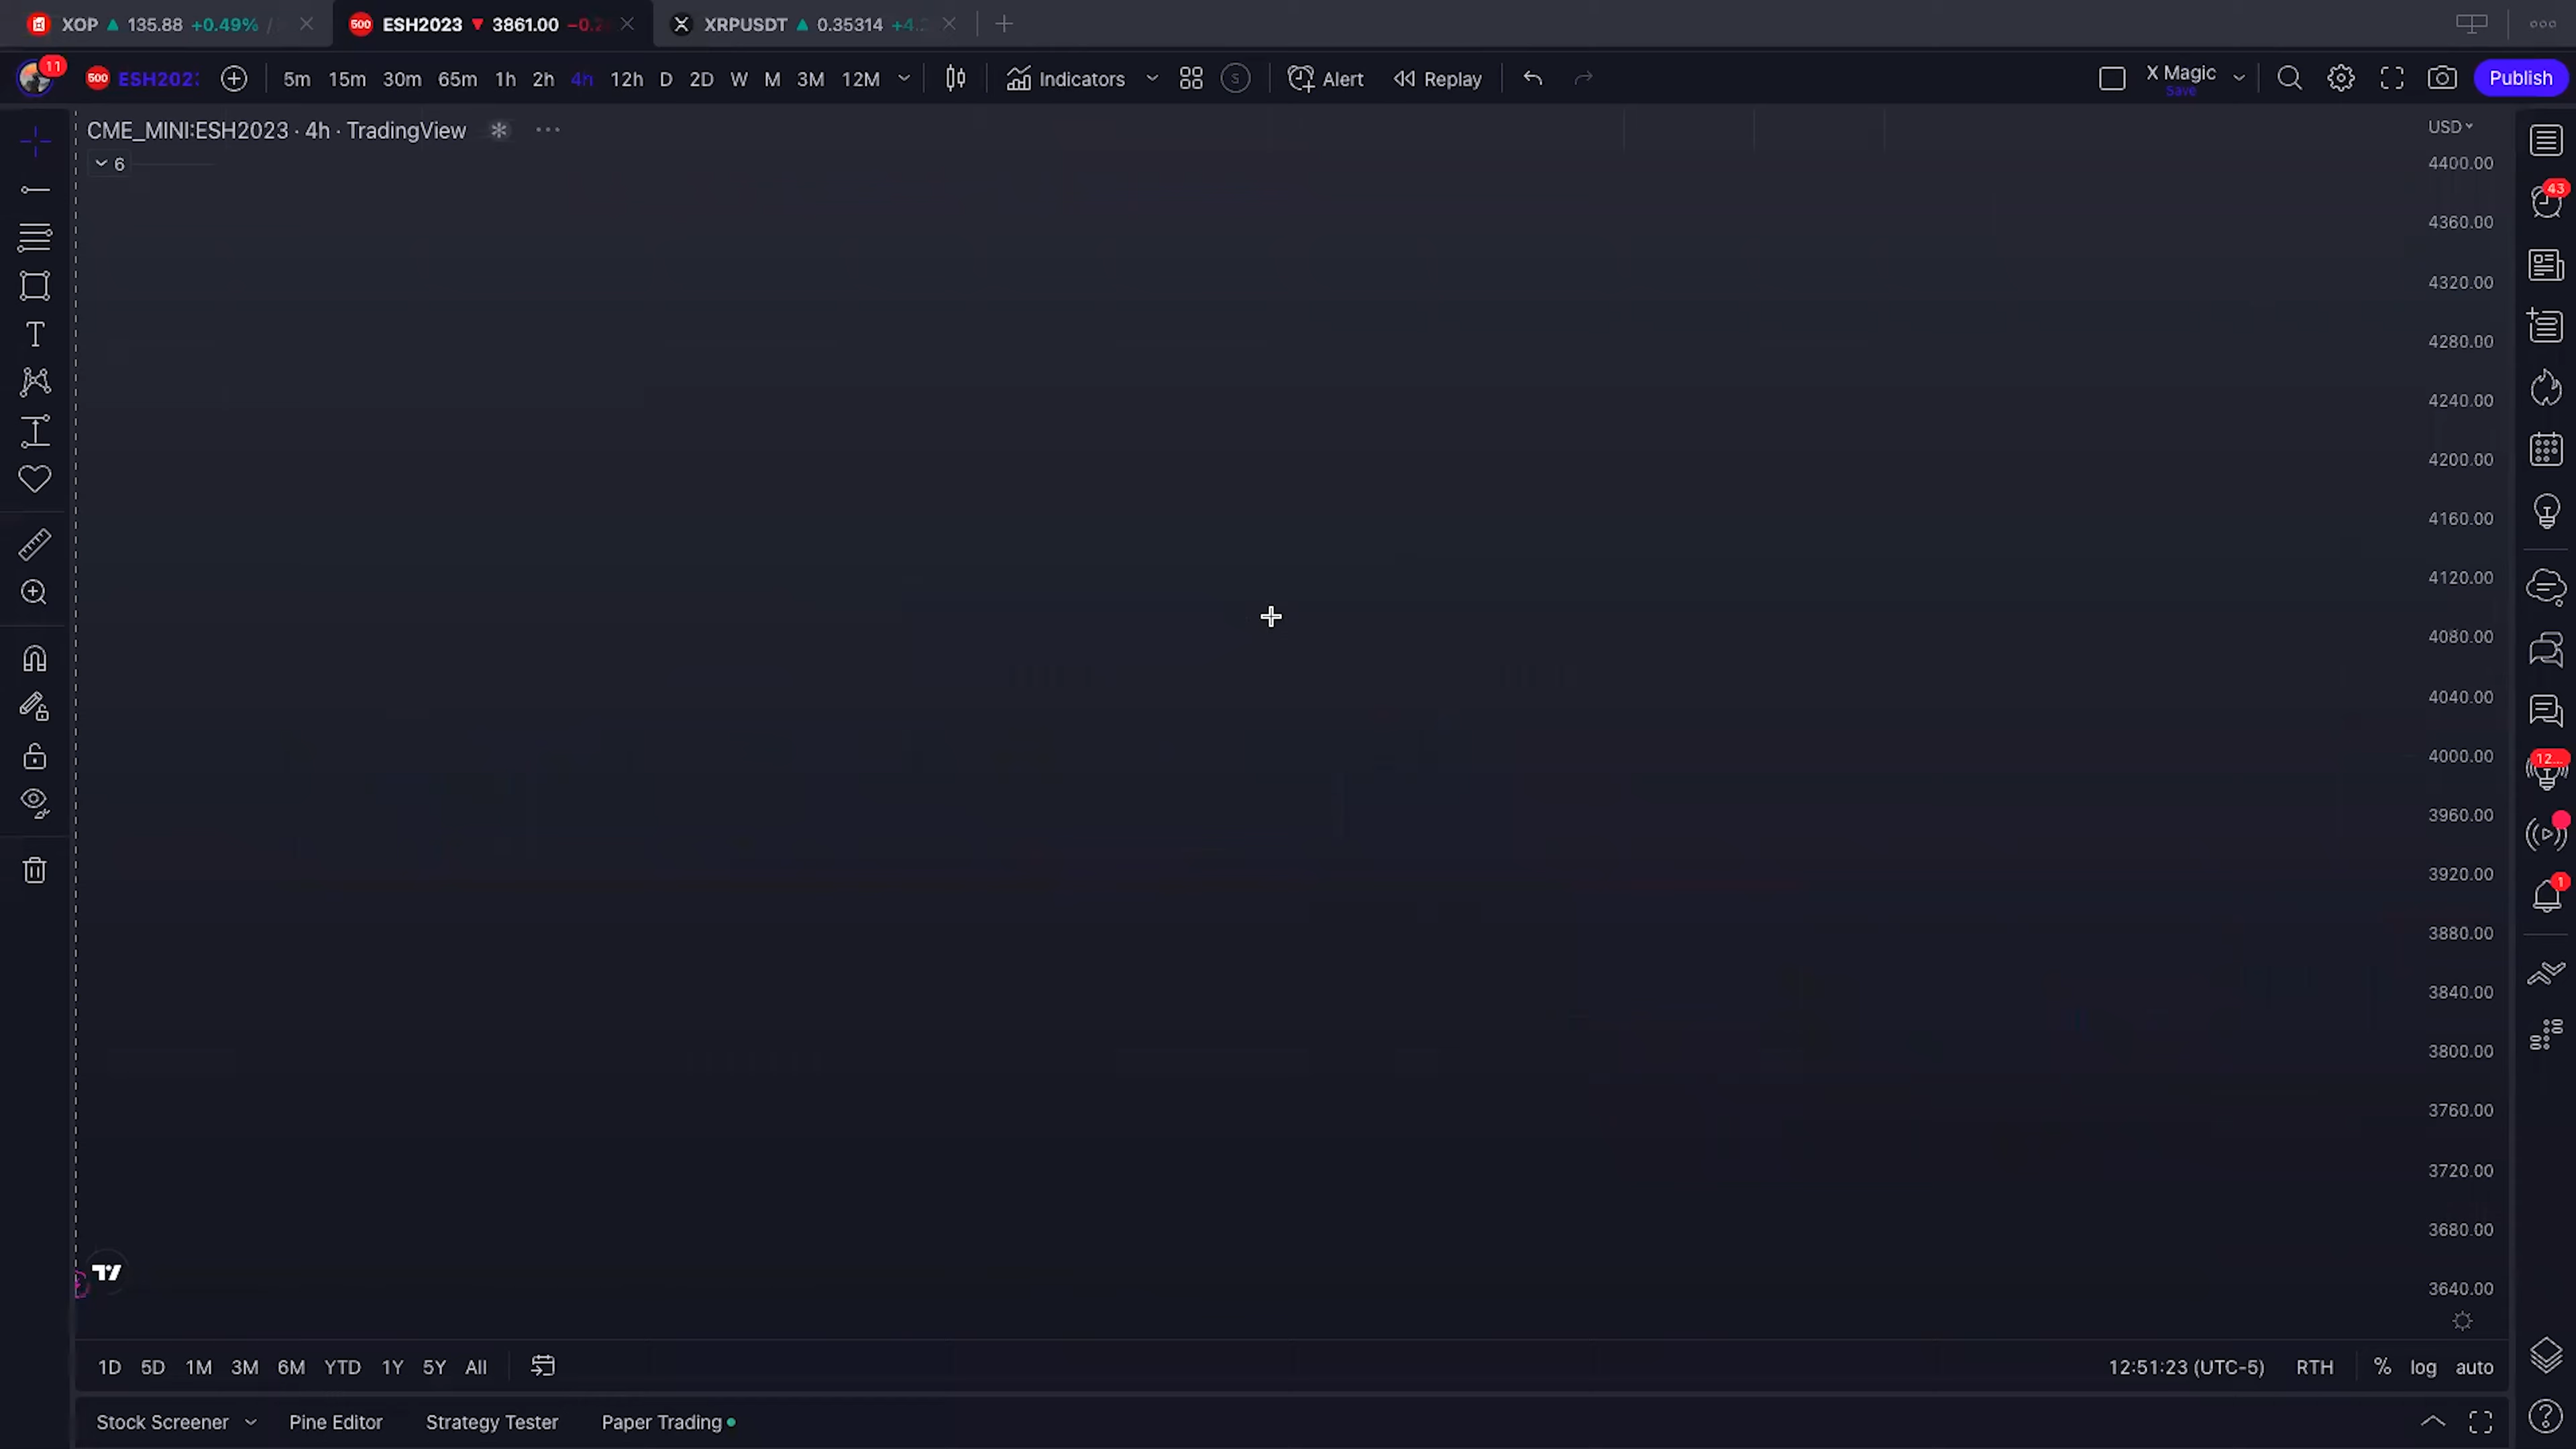 XOP ▲ 135.88 +0.49%
ESH2023 ▼ 3861.00
XRPUSDT ▲ 0.35314
11
500
5m 15m 30m 65m 1h 2h 4h 12h D 2D W M 3M 12M Indicators S Alert Replay X Magic Publish
Save
CME_MINI:ESH2023 · 4h · TradingView
6
USD
4400.00
4360.00
4320.00
4280.00
4240.00
4200.00
4160.00
4120.00
4080.00
4040.00
4000.00
3960.00
3920.00
3880.00
3840.00
3800.00
3760.00
3720.00
3680.00
3640.00
43
12...
1
1D 5D 1M 3M 6M YTD 1Y 5Y All 12:51:23 (UTC-5) RTH % log auto
Stock Screener Pine Editor Strategy Tester Paper Trading